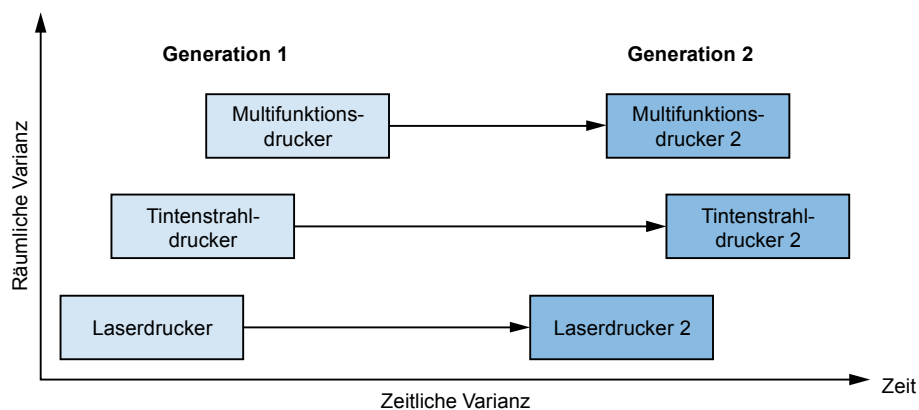 Generation 1
Generation 2
Räumliche Varianz
Multifunktions-
drucker
Multifunktions-
drucker 2
Tintenstrahl-
drucker
Tintenstrahl-
drucker 2
Laserdrucker
Laserdrucker 2
Zeit
Zeitliche Varianz